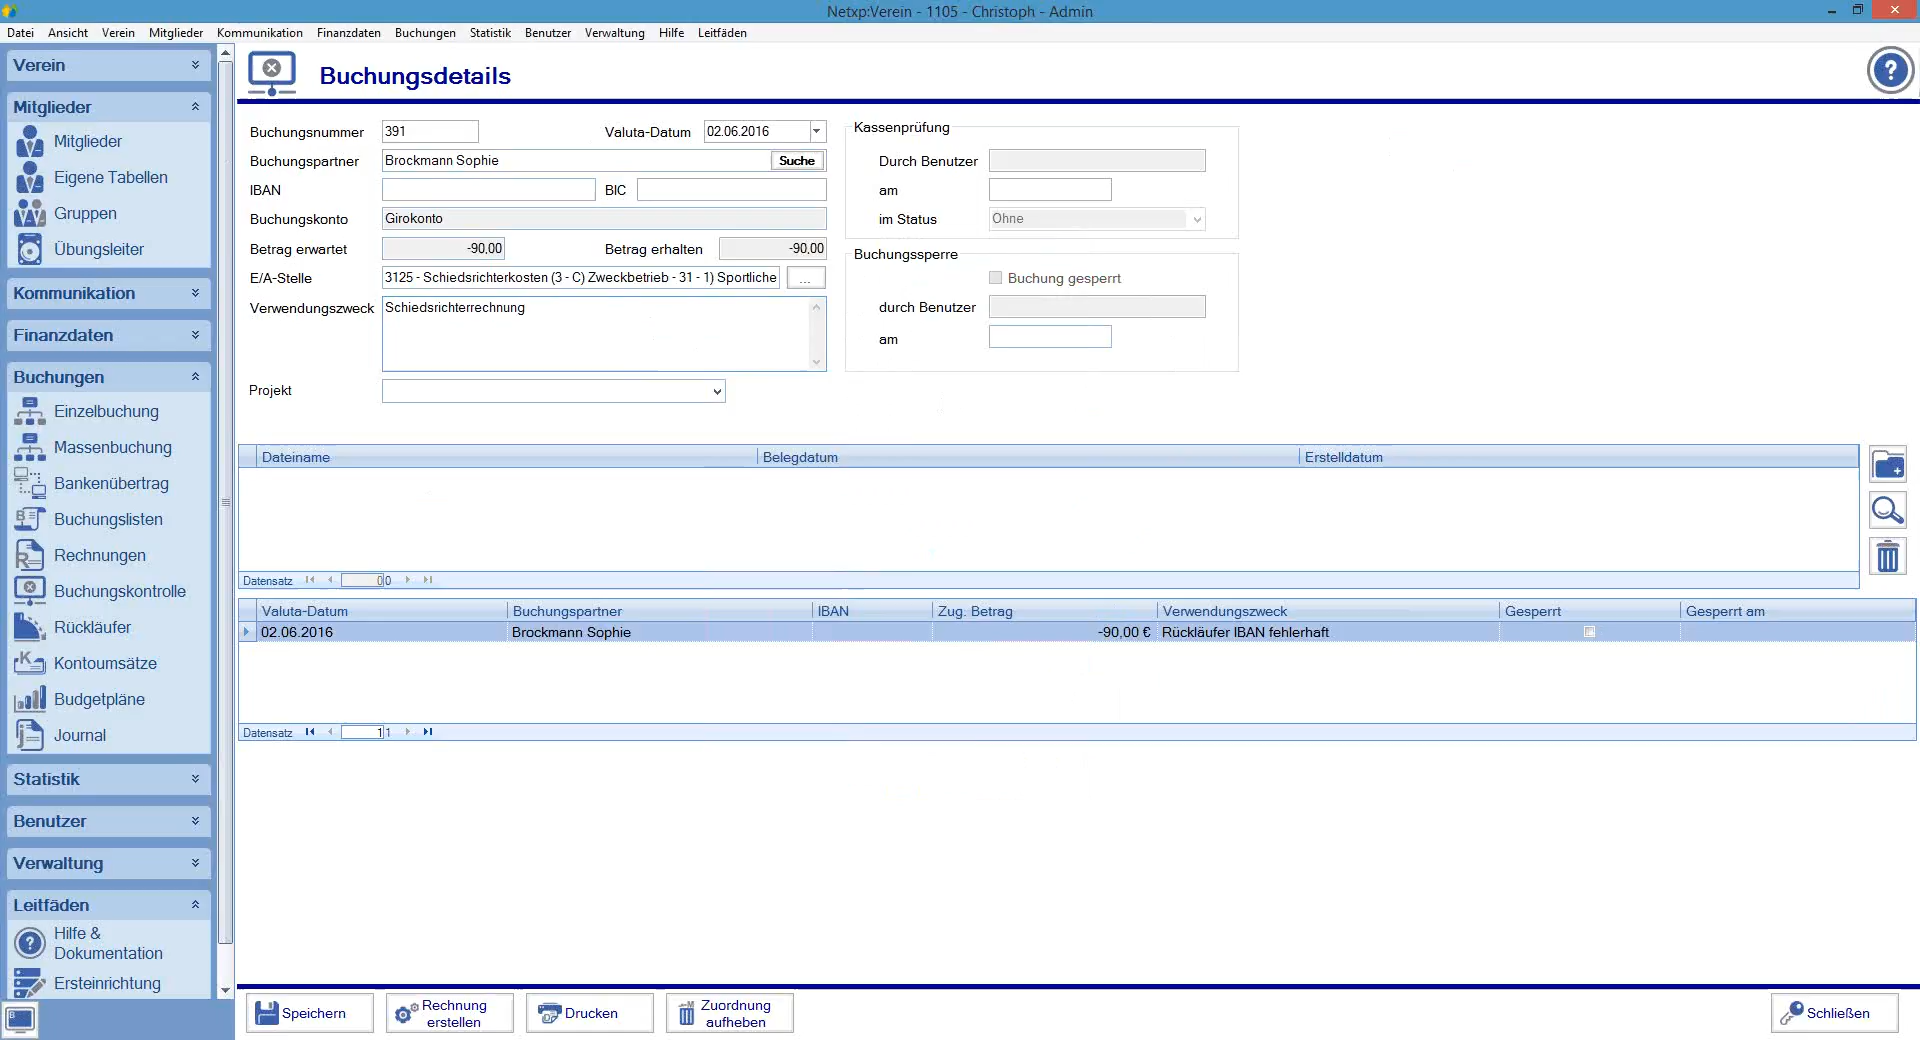 Netxp:Verein - 1105 - Christoph - Admin
Datei Ansicht Verein Mitglieder Kommunikation Finanzdaten Buchungen Statistik Benutzer Verwaltung Hilfe Leitfäden
Verein
Mitglieder
Mitglieder
Eigene Tabellen
Gruppen
Übungsleiter
Kommunikation
Finanzdaten
Buchungen
Einzelbuchung
Massenbuchung
Bankenübertrag
Buchungslisten
Rechnungen
Buchungskontrolle
Rückläufer
Kontoumsätze
Budgetpläne
Journal
Statistik
Benutzer
Verwaltung
Leitfäden
Hilfe &
Dokumentation
Ersteinrichtung
Buchungsdetails
Buchungsnummer 391 Valuta-Datum 02.06.2016
Buchungspartner Brockmann Sophie Suche
IBAN BIC
Buchungskonto Girokonto
Betrag erwartet -90,00 Betrag erhalten -90,00
E/A-Stelle 3125 - Schiedsrichterkosten (3 - C) Zweckbetrieb - 31 - 1) Sportliche ...
Verwendungszweck Schiedsrichterrechnung
Projekt
Kassenprüfung
Durch Benutzer
am
im Status Ohne
Buchungssperre
Buchung gesperrt
durch Benutzer
am
Dateiname Belegdatum Erstelldatum
Datensatz 0 0
Valuta-Datum Buchungspartner IBAN Zug. Betrag Verwendungszweck Gesperrt Gesperrt am
02.06.2016 Brockmann Sophie -90,00 € Rückläufer IBAN fehlerhaft
Datensatz 1 1
Speichern
Rechnung
erstellen
Drucken
Zuordnung
aufheben
Schließen